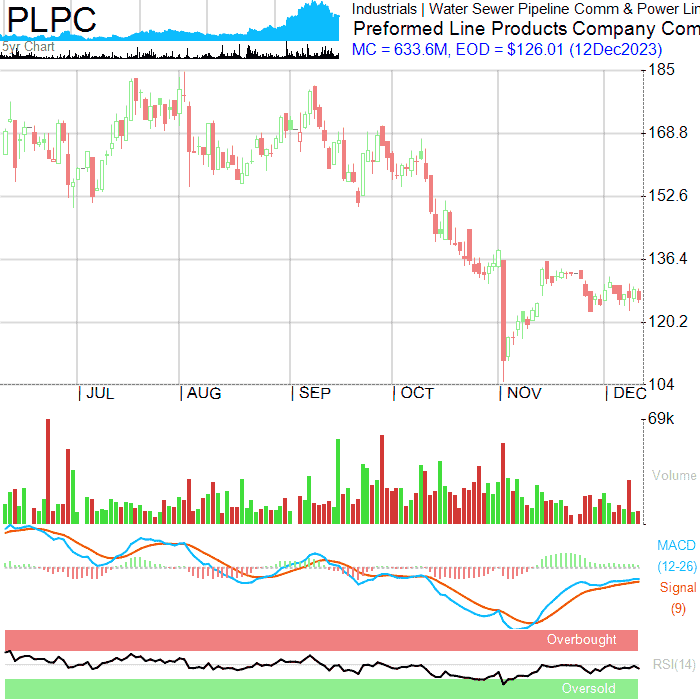 PLPC
5yr Chart
Industrials | Water Sewer Pipeline Comm & Power Lin
Preformed Line Products Company Com
MC = 633.6M, EOD = $126.01 (12Dec2023)
185
168.8
152.6
136.4
120.2
104
| JUL | AUG | SEP | OCT | NOV | DEC
69k
Volume
MACD
(12-26)
Signal
(9)
Overbought
RSI(14)
Oversold